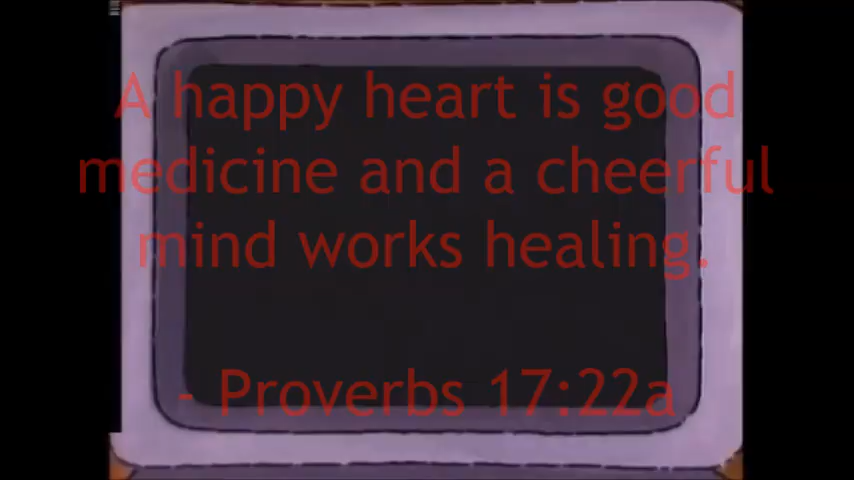 A happy heart is good
medicine and a cheerful
mind works healing.
- Proverbs 17:22a